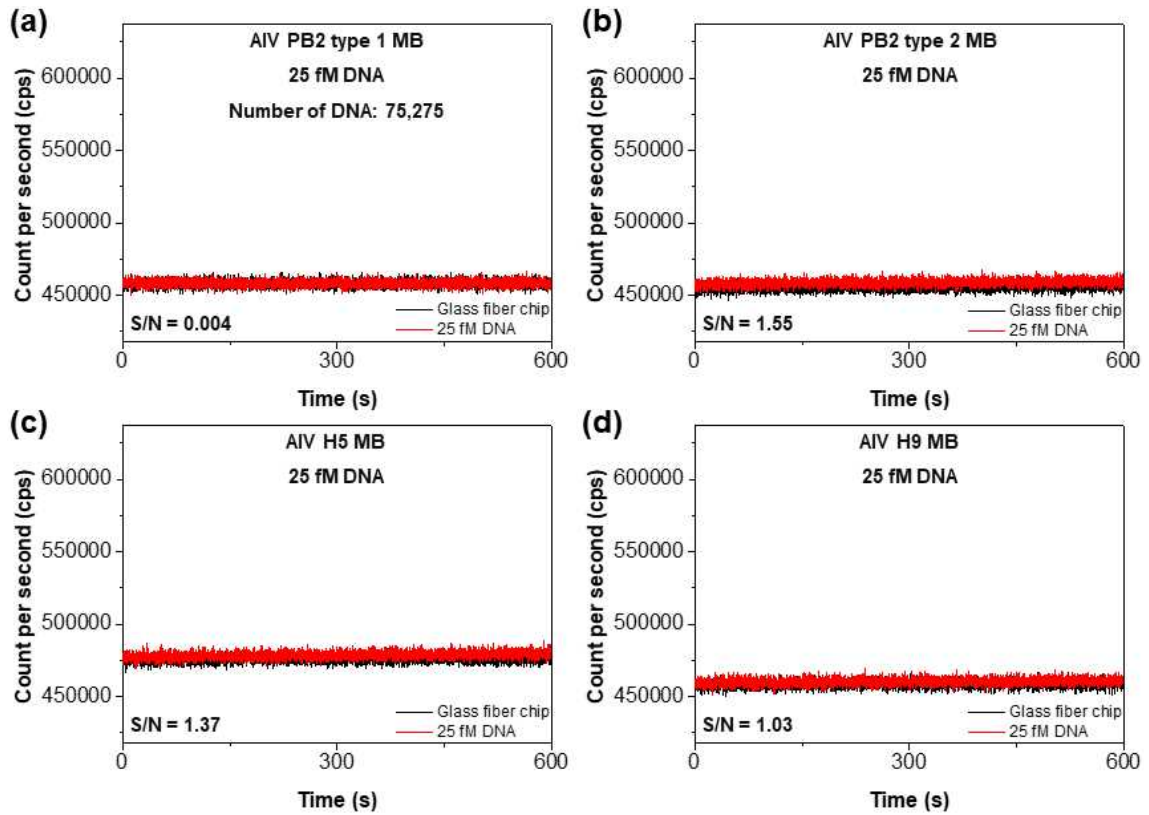 (a)
AIV PB2 type 1 MB
25 fM DNA
Number of DNA: 75,275
Count per second (cps)
600000
550000
500000
450000
S/N = 0.004
Glass fiber chip
25 fM DNA
0
300
600
Time (s)
(b)
AIV PB2 type 2 MB
25 fM DNA
Count per second (cps)
600000
550000
500000
450000
S/N = 1.55
Glass fiber chip
25 fM DNA
0
300
600
Time (s)
(c)
AIV H5 MB
25 fM DNA
Count per second (cps)
600000
550000
500000
450000
S/N = 1.37
Glass fiber chip
25 fM DNA
0
300
600
Time (s)
(d)
AIV H9 MB
25 fM DNA
Count per second (cps)
600000
550000
500000
450000
S/N = 1.03
Glass fiber chip
25 fM DNA
0
300
600
Time (s)